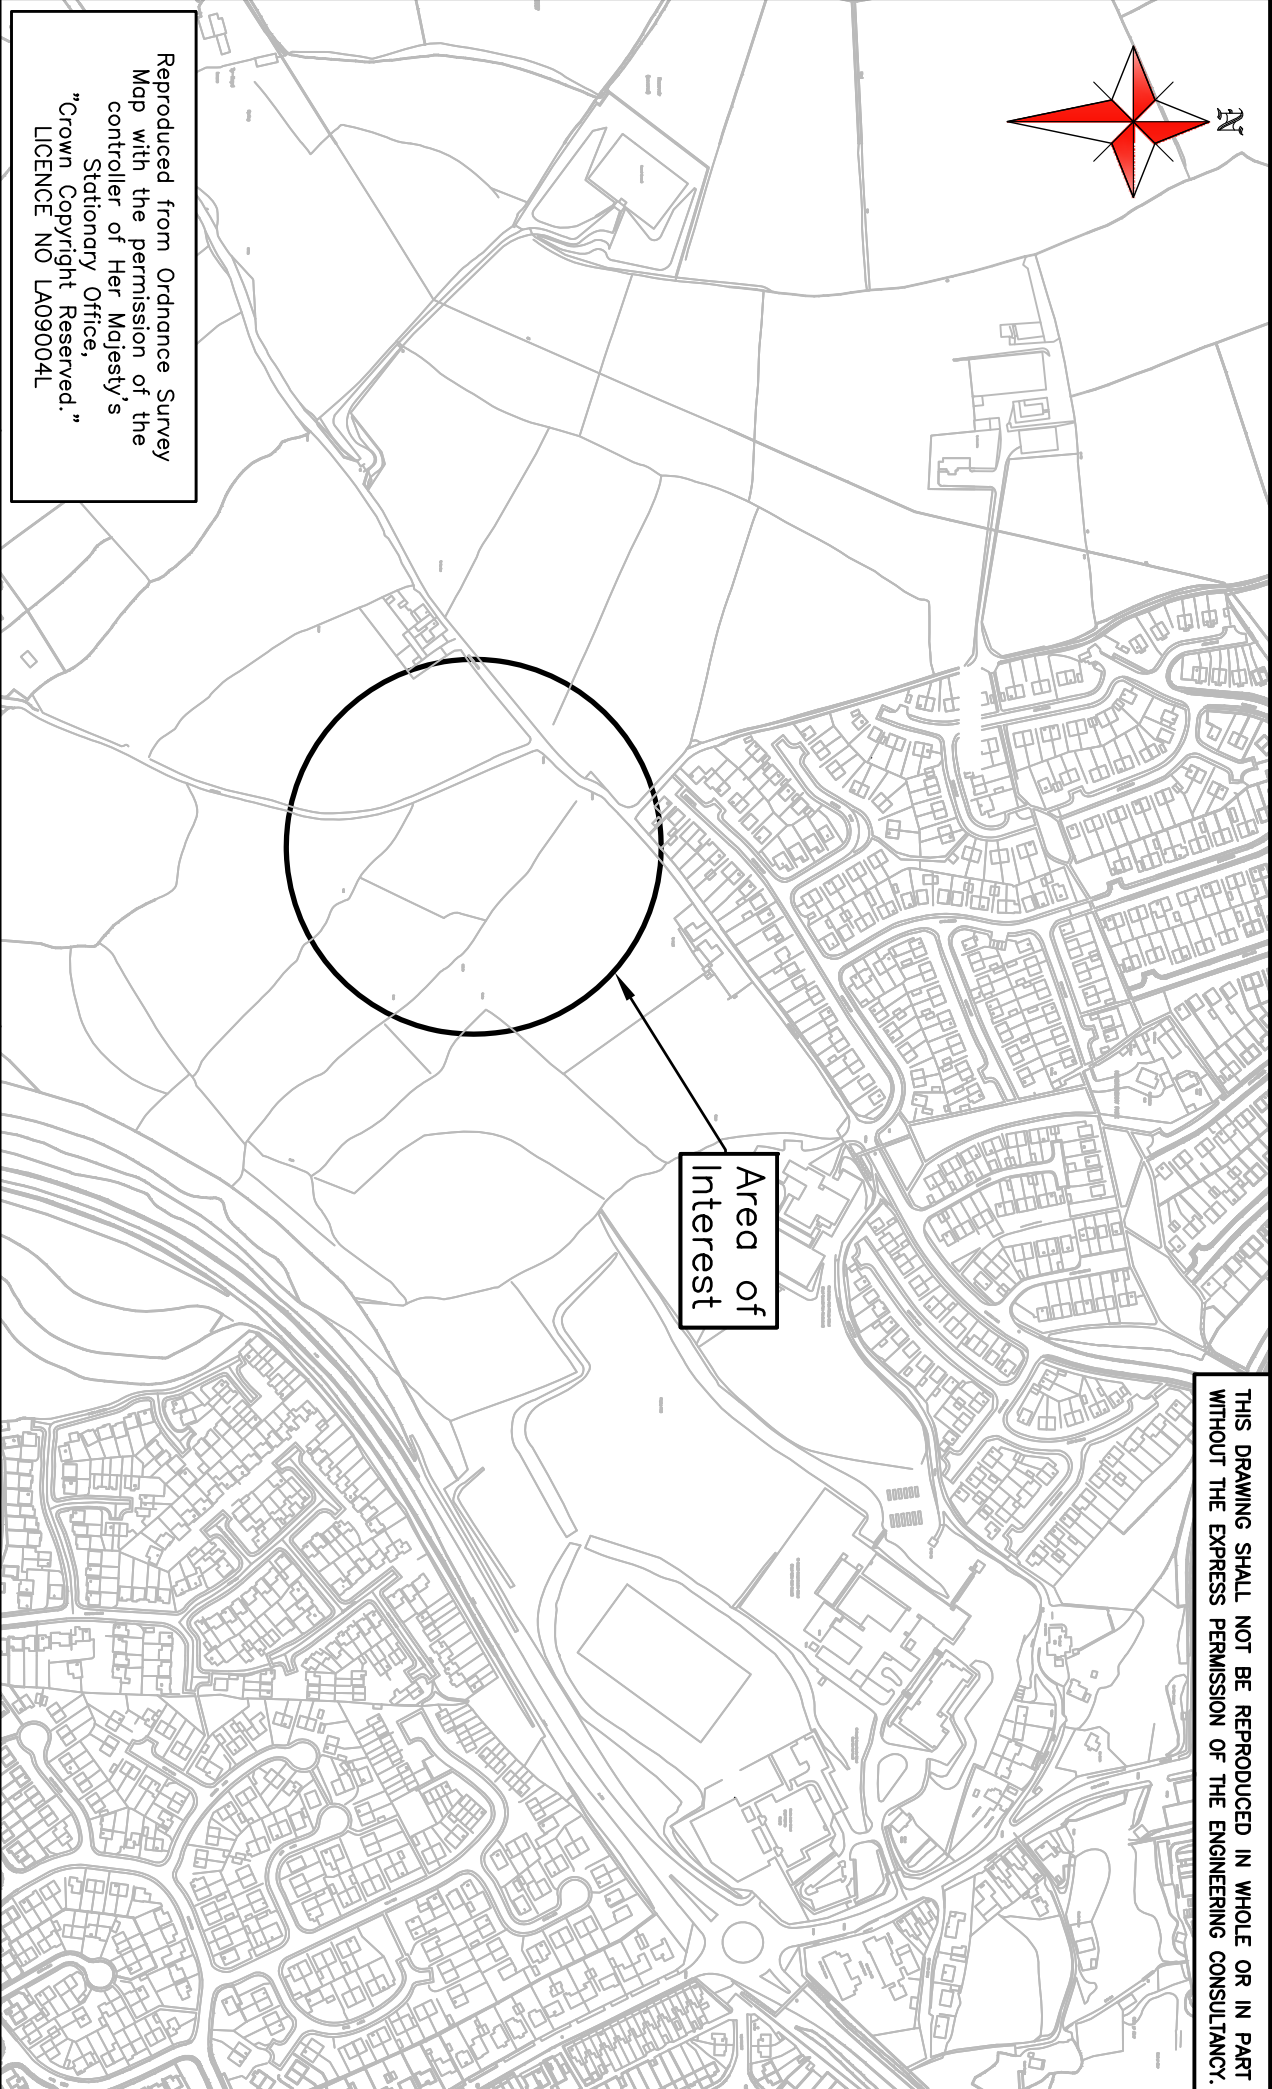 N
Reproduced from Ordnance Survey
Map with the permission of the
controller of Her Majesty's
Stationary Office,
"Crown Copyright Reserved."
LICENCE NO LA09004L
Area of
Interest
THIS DRAWING SHALL NOT BE REPRODUCED IN WHOLE OR IN PART
WITHOUT THE EXPRESS PERMISSION OF THE ENGINEERING CONSULTANCY.